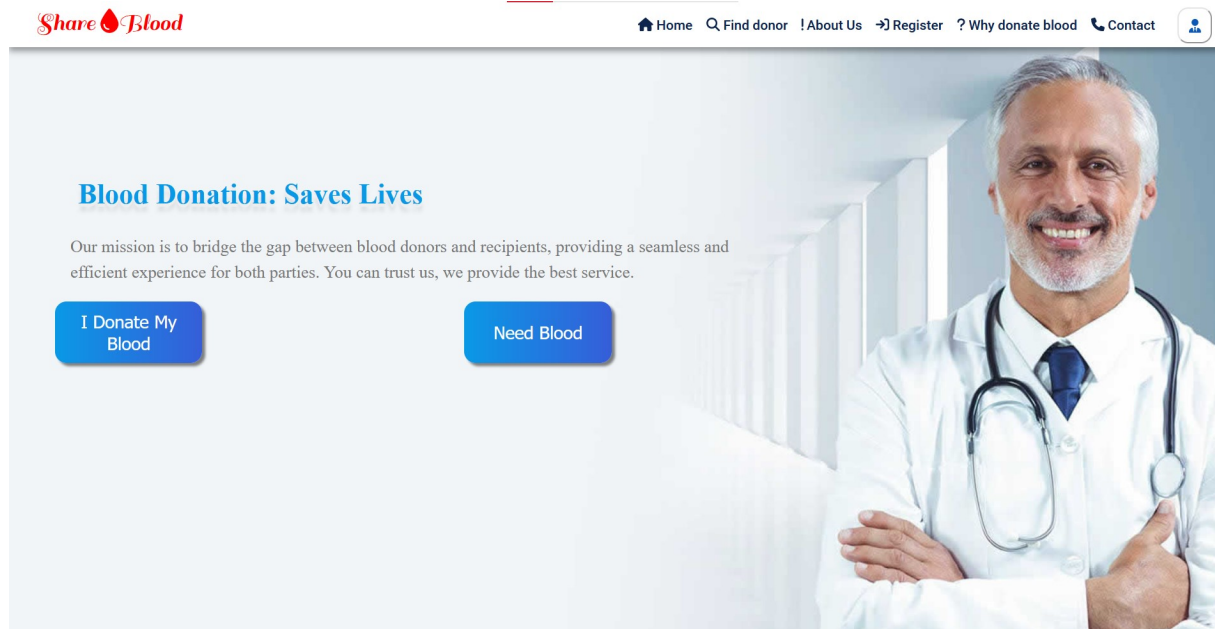 Share Blood
Home Find donor ! About Us Register ? Why donate blood Contact
Blood Donation: Saves Lives
Our mission is to bridge the gap between blood donors and recipients, providing a seamless and
efficient experience for both parties. You can trust us, we provide the best service.
I Donate My
Blood
Need Blood